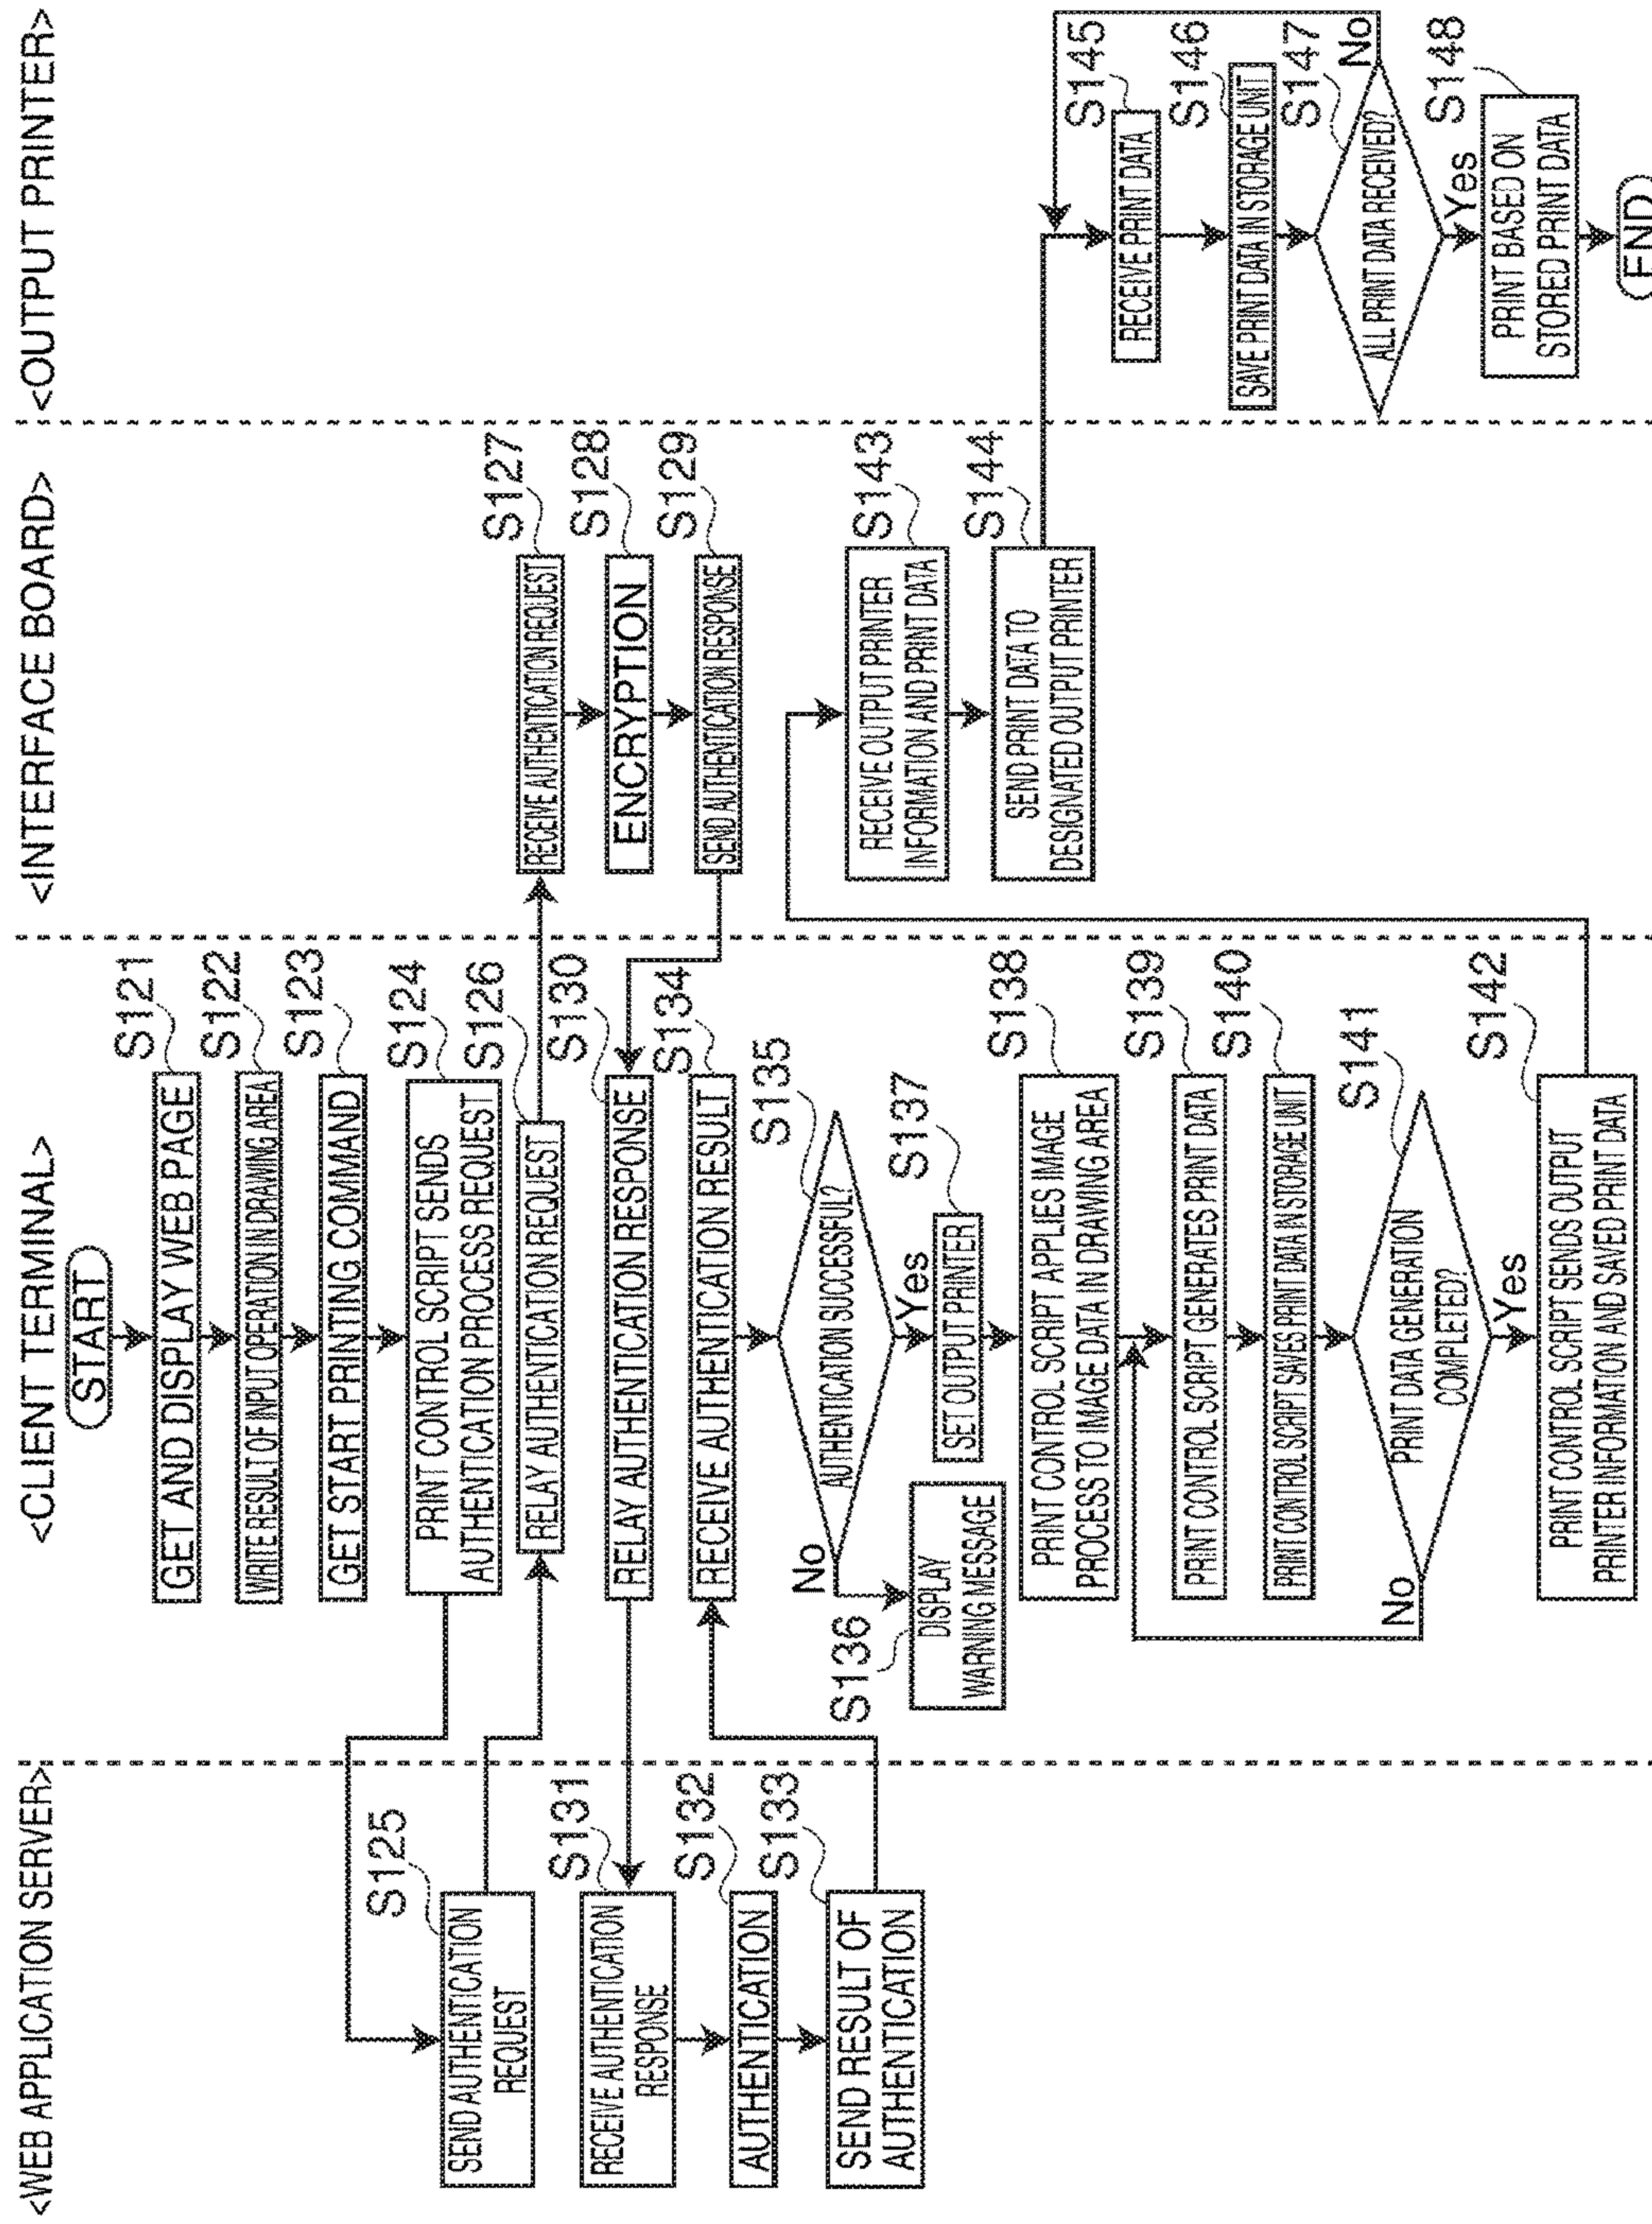 <WEB APPLICATION SERVER>
<CLIENT TERMINAL>
<INTERFACE BOARD>
<OUTPUT PRINTER>
START
S121
GET AND DISPLAY WEB PAGE
S122
WRITE RESULT OF INPUT OPERATION IN DRAWING AREA
S123
GET START PRINTING COMMAND
S124
PRINT CONTROL SCRIPT SENDS
AUTHENTICATION PROCESS REQUEST
S125
SEND AUTHENTICATION
REQUEST
S126
RELAY AUTHENTICATION REQUEST
S127
RECEIVE AUTHENTICATION REQUEST
S128
ENCRYPTION
S129
SEND AUTHENTICATION RESPONSE
S130
RELAY AUTHENTICATION RESPONSE
S131
RECEIVE AUTHENTICATION
RESPONSE
S132
AUTHENTICATION
S133
SEND RESULT OF
AUTHENTICATION
S134
RECEIVE AUTHENTICATION RESULT
S135
AUTHENTICATION SUCCESSFUL?
No
S136
DISPLAY
WARNING MESSAGE
Yes
S137
SET OUTPUT PRINTER
S138
PRINT CONTROL SCRIPT APPLIES IMAGE
PROCESS TO IMAGE DATA IN DRAWING AREA
S139
PRINT CONTROL SCRIPT GENERATES PRINT DATA
S140
PRINT CONTROL SCRIPT SAVES PRINT DATA IN STORAGE UNIT
S141
PRINT DATA GENERATION
COMPLETED?
No
Yes
S142
PRINT CONTROL SCRIPT SENDS OUTPUT
PRINTER INFORMATION AND SAVED PRINT DATA
S143
RECEIVE OUTPUT PRINTER
INFORMATION AND PRINT DATA
S144
SEND PRINT DATA TO
DESIGNATED OUTPUT PRINTER
S145
RECEIVE PRINT DATA
S146
SAVE PRINT DATA IN STORAGE UNIT
S147
ALL PRINT DATA RECEIVED?
No
Yes
S148
PRINT BASED ON
STORED PRINT DATA
END